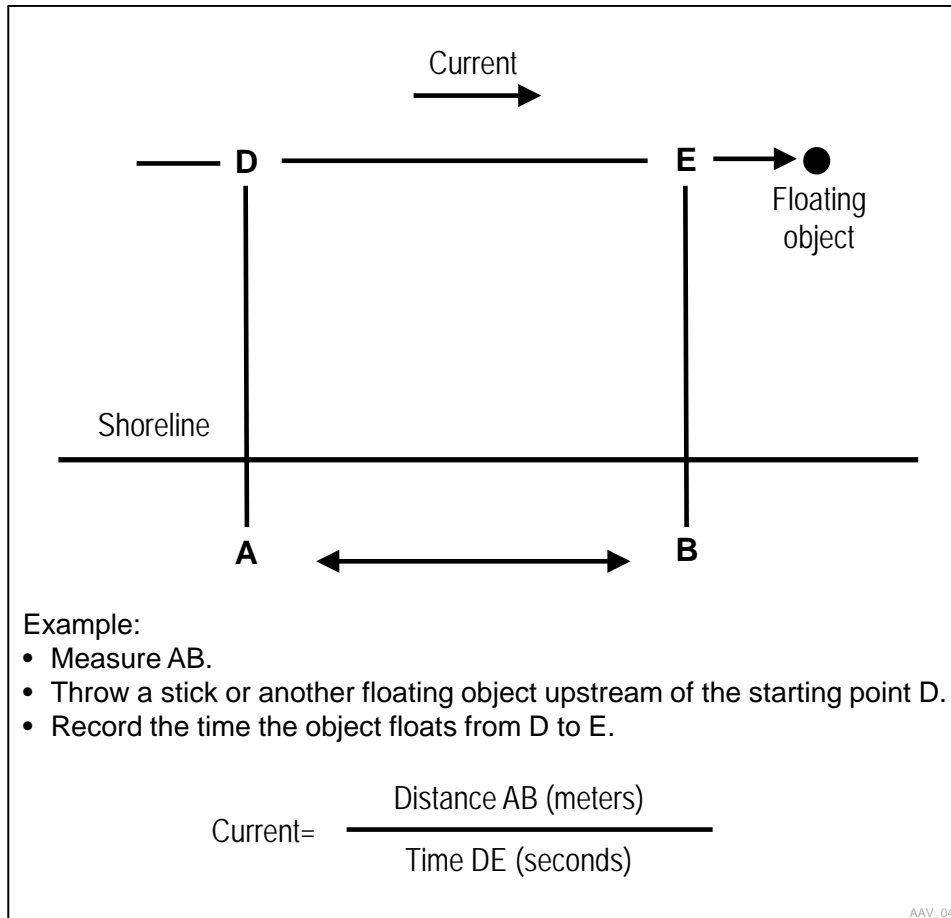 Current
D
E
Floating
object
Shoreline
A
B
Example:
• Measure AB.
• Throw a stick or another floating object upstream of the starting point D.
• Record the time the object floats from D to E.
Distance AB (meters)
Current=
Time DE (seconds)
AAV_04